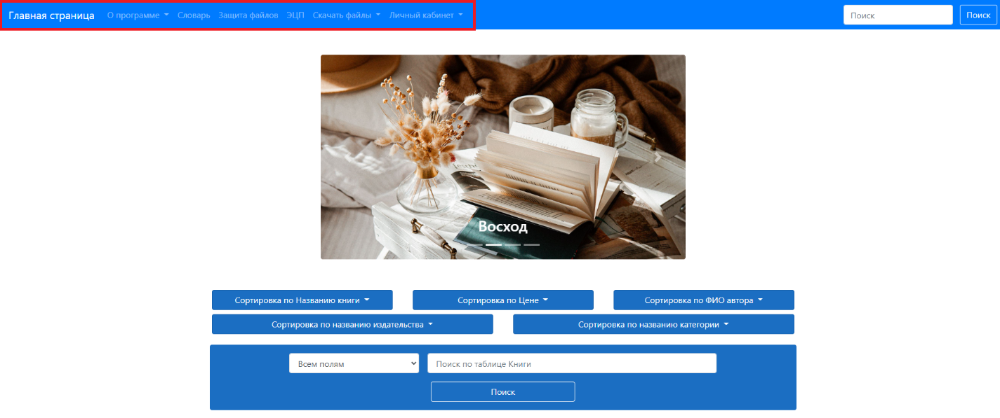 Главная страница О программе Словарь Защита файлов ЭЦП Скачать файлы Личный кабинет Поиск Поиск
Восход
Сортировка по Названию книги Сортировка по Цене Сортировка по ФИО автора
Сортировка по названию издательства Сортировка по названию категории
Всем полям Поиск по таблице Книги
Поиск